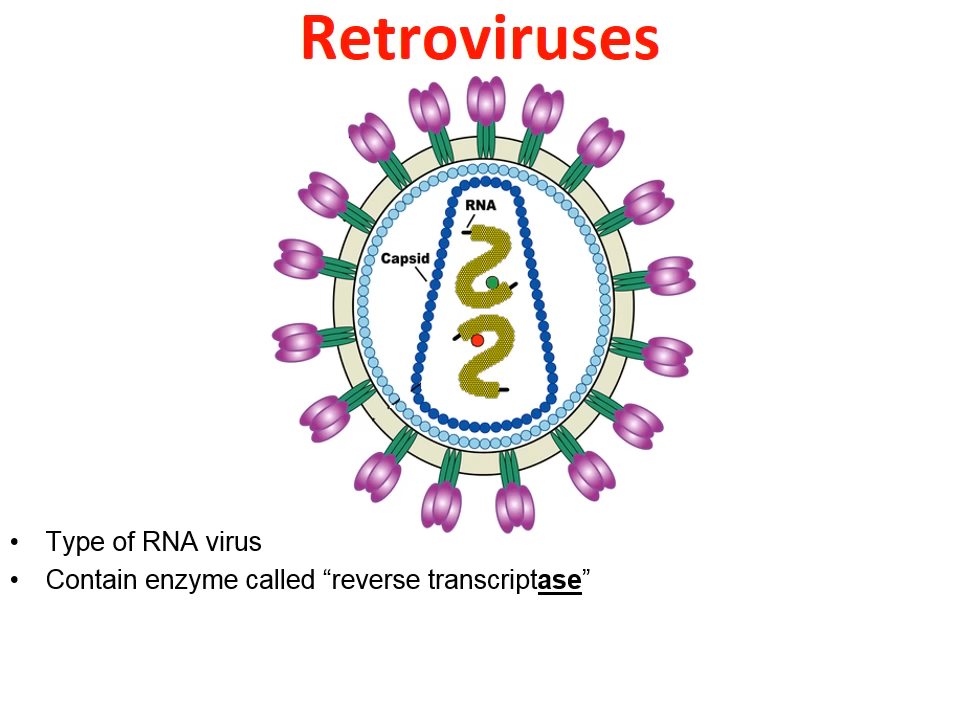 Retroviruses
RNA
Capsid
• Type of RNA virus
• Contain enzyme called “reverse transcriptase”